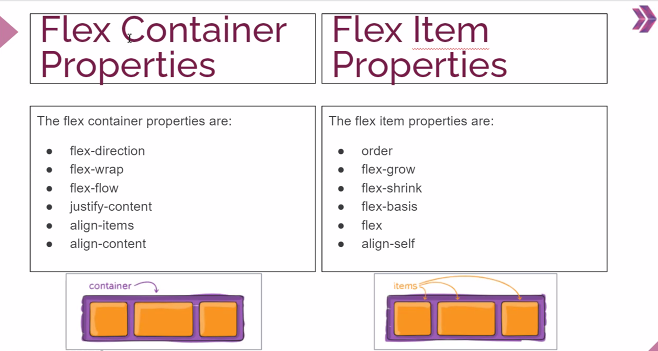 Flex Container
Properties
Flex Item
Properties
The flex container properties are:
● flex-direction
● flex-wrap
● flex-flow
● justify-content
● align-items
● align-content
The flex item properties are:
● order
● flex-grow
● flex-shrink
● flex-basis
● flex
● align-self
container
items